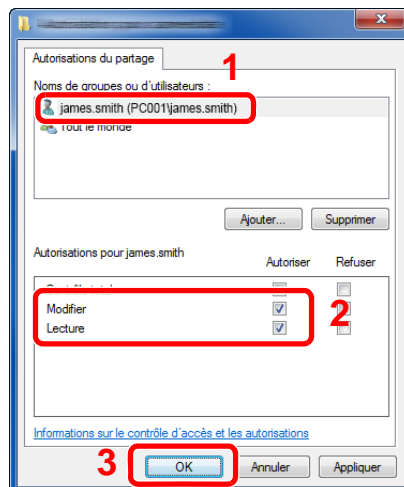 Autorisations du partage
1
Noms de groupes ou d'utilisateurs :
james.smith (PC001\james.smith)
Tout le monde
Ajouter...
Supprimer
Autorisations pour james.smith
Autoriser
Refuser
Modifier
2
Lecture
Informations sur le contrôle d'accès et les autorisations
3
OK
Annuler
Appliquer